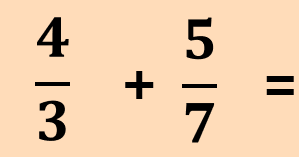 4/3 + 5/7 =